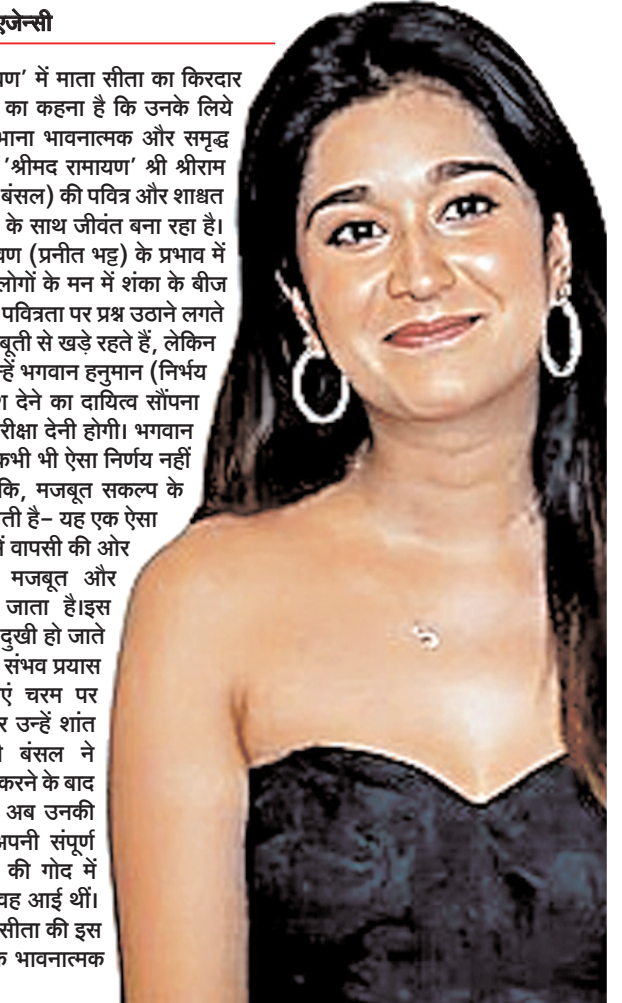 एजेन्सी
यण’ में माता सीता का किरदार
का कहना है कि उनके लिये
भाना भावनात्मक और समृद्ध
’श्रीमद रामायण’ श्री श्रीराम
बंसल) की पवित्र और शाश्वत
के साथ जीवंत बना रहा है।
वण (प्रनीत भट्ट) के प्रभाव में
लोगों के मन में शंका के बीज
पवित्रता पर प्रश्न उठाने लगते
बूती से खड़े रहते हैं, लेकिन
न्हें भगवान हनुमान (निर्भय
श देने का दायित्व सौंपना
रीक्षा देनी होगी। भगवान
कभी भी ऐसा निर्णय नहीं
कि, मजबूत सकल्प के
ती है– यह एक ऐसा
में वापसी की ओर
मजबूत और
जाता है।इस
दुखी हो जाते
संभव प्रयास
एं चरम पर
र उन्हें शांत
ी बंसल ने
करने के बाद
अब उनकी
अपनी संपूर्ण
की गोद में
वह आई थीं।
सीता की इस
क भावनात्मक